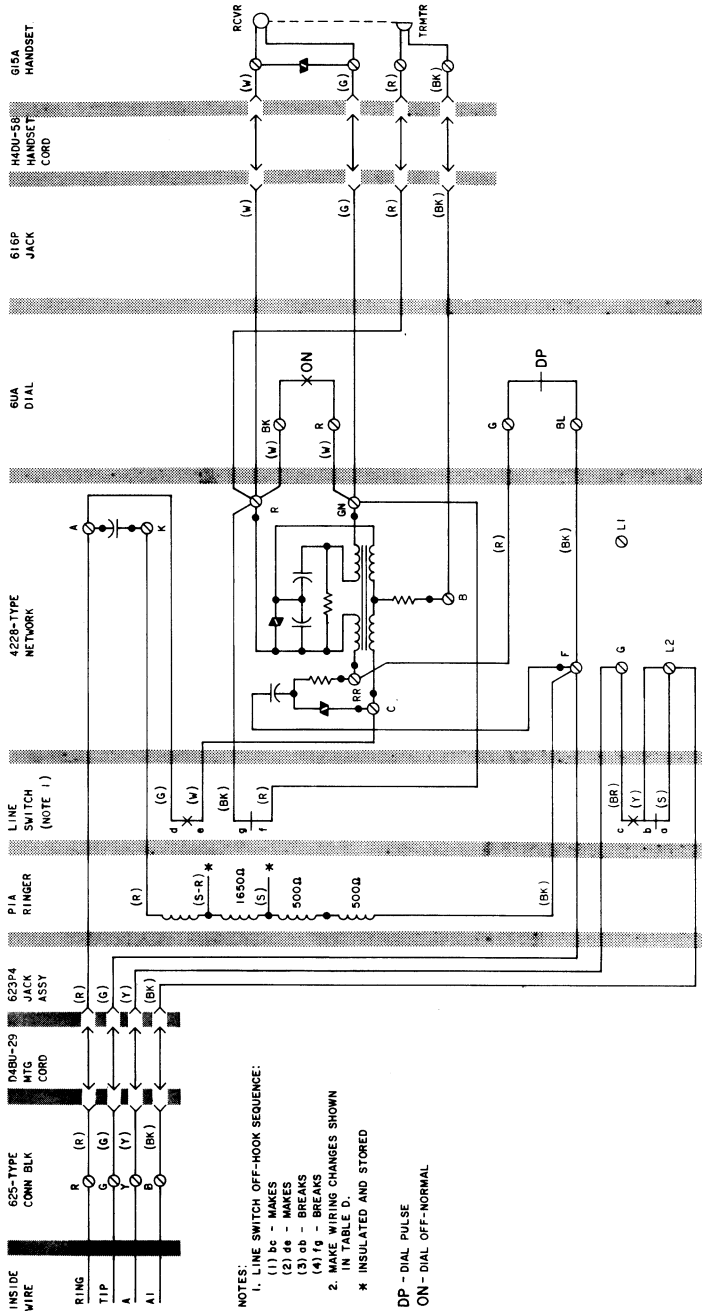 INSIDE
WIRE
625-TYPE
CONN BLK
D4BU-29
MTG
CORD
623P4
JACK
ASSY
P1A
RINGER
LINE
SWITCH
(NOTE 1)
4228-TYPE
NETWORK
6UA
DIAL
616P
JACK
H4DU-58
HANDSET
CORD
G15A
HANDSET
RING
R
(R)
(R)
TIP
G
(G)
(G)
A
Y
(Y)
(Y)
A1
B
(BK)
(BK)
(R)
(S-R)
*
1650Ω
(S)
*
500Ω
500Ω
(BK)
(G)
d
e
(W)
(BK)
g
f
(R)
(BR)
c
(Y)
b
(S)
a
A
K
R
GN
RR
C
B
F
G
L2
L1
(R)
(BK)
(W)
BK
ON
(W)
R
G
BL
DP
(W)
(G)
(R)
(BK)
(W)
(G)
(R)
(BK)
RCVR
TRMTR
NOTES:
1. LINE SWITCH OFF-HOOK SEQUENCE:
(1) bc - MAKES
(2) de - MAKES
(3) ab - BREAKS
(4) fg - BREAKS
2. MAKE WIRING CHANGES SHOWN
IN TABLE D.
* INSULATED AND STORED
DP - DIAL PULSE
ON - DIAL OFF-NORMAL